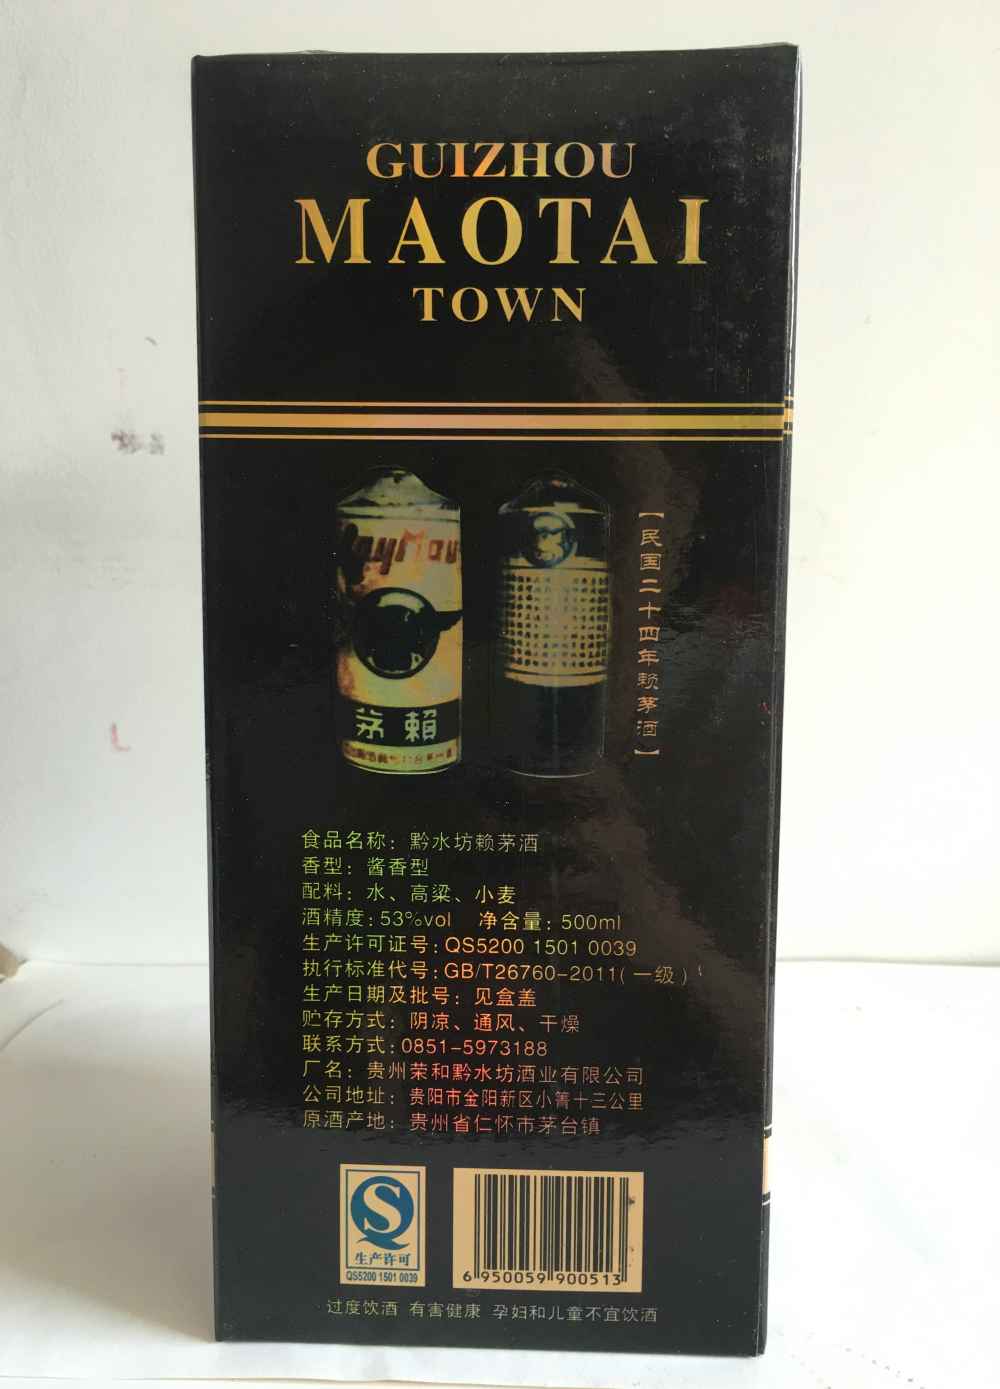 GUIZHOU
MAOTAI
TOWN
【民国二十四年赖茅酒】
茅賴
食品名称：黔水坊赖茅酒
香型：酱香型
配料：水、高粱、小麦
酒精度：53%vol 净含量：500ml
生产许可证号：QS5200 1501 0039
执行标准代号：GB/T26760-2011(一级)
生产日期及批号：见盒盖
贮存方式：阴凉、通风、干燥
联系方式：0851-5973188
厂名：贵州荣和黔水坊酒业有限公司
公司地址：贵阳市金阳新区小箐十三公里
原酒产地：贵州省仁怀市茅台镇
生产许可
QS5200 1501 0039
6 950059 900513
过度饮酒 有害健康 孕妇和儿童不宜饮酒